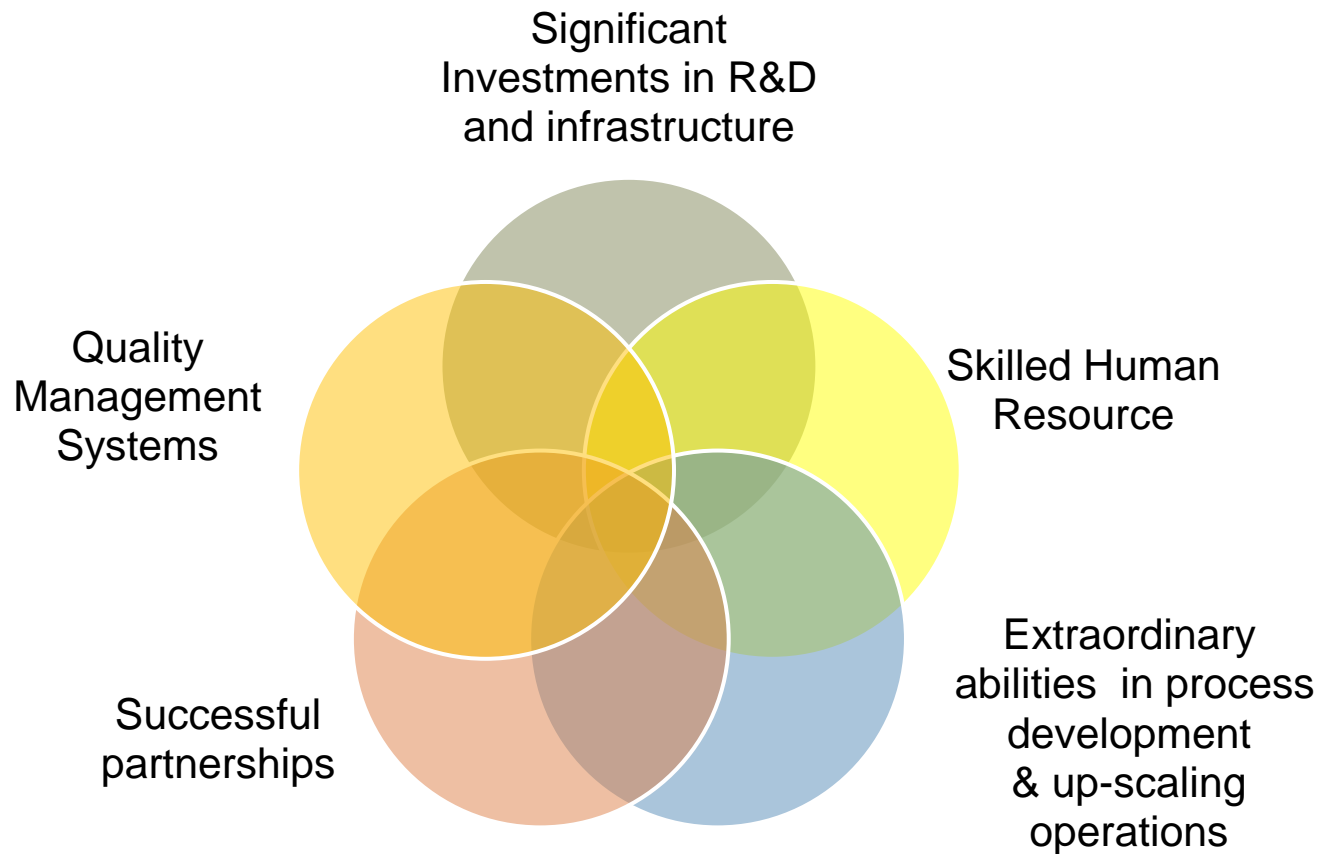 Significant
Investments in R&D
and infrastructure
Quality
Management
Systems
Skilled Human
Resource
Extraordinary
abilities  in process
development
& up-scaling
operations
Successful
partnerships